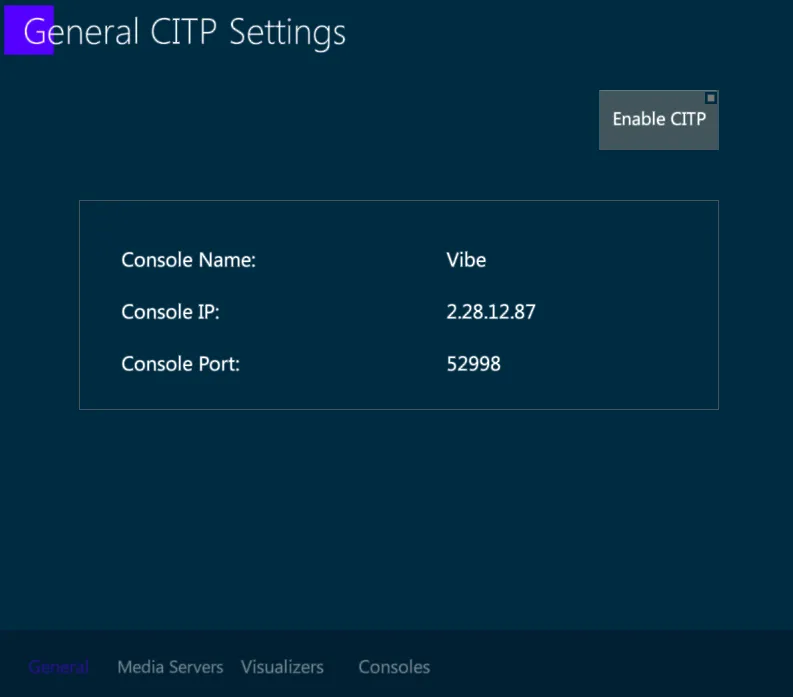 General CITP Settings
Enable CITP
Console Name: Vibe
Console IP: 2.28.12.87
Console Port: 52998
General Media Servers Visualizers Consoles